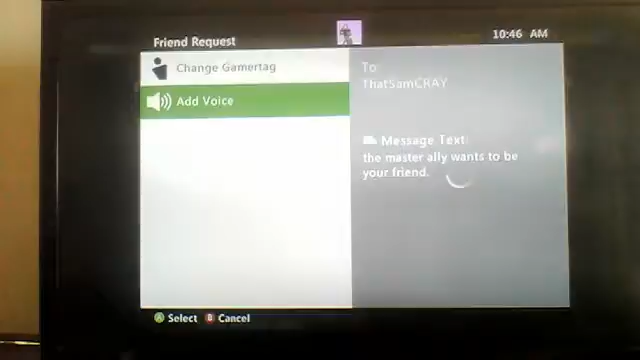 Friend Request
10:46 AM
Change Gamertag
Add Voice
To:
ThatSamCRAY
Message Text:
the master ally wants to be
your friend.
A Select B Cancel